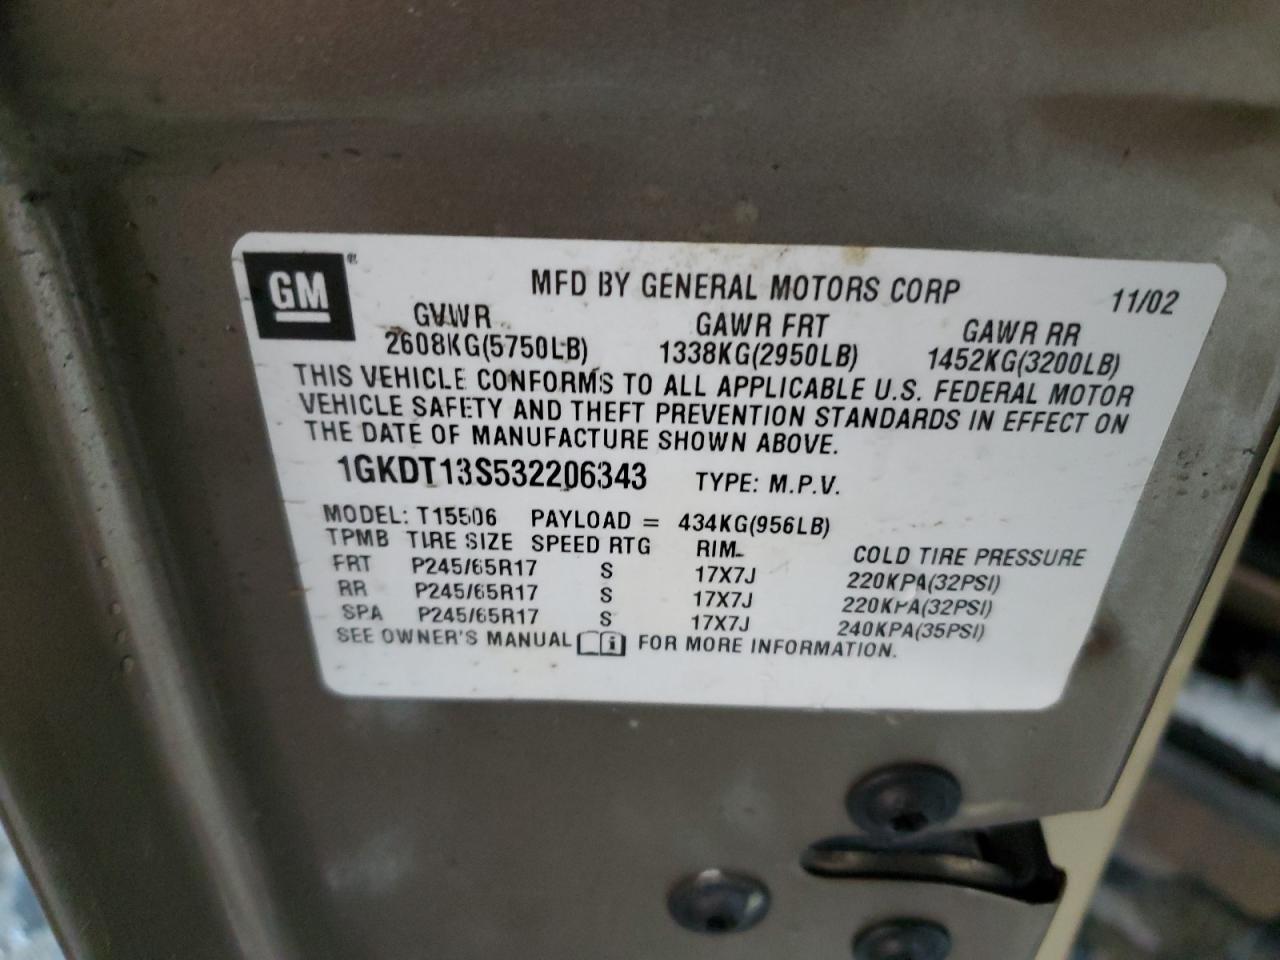 GM® MFD BY GENERAL MOTORS CORP 11/02
GVWR GAWR FRT GAWR RR
2608KG(5750LB) 1338KG(2950LB) 1452KG(3200LB)
THIS VEHICLE CONFORMS TO ALL APPLICABLE U.S. FEDERAL MOTOR
VEHICLE SAFETY AND THEFT PREVENTION STANDARDS IN EFFECT ON
THE DATE OF MANUFACTURE SHOWN ABOVE.
1GKDT13S532206343 TYPE: M.P.V.
MODEL: T15506 PAYLOAD = 434KG(956LB)
TPMB TIRE SIZE SPEED RTG RIM COLD TIRE PRESSURE
FRT P245/65R17 S 17X7J 220KPA(32PSI)
RR P245/65R17 S 17X7J 220KPA(32PSI)
SPA P245/65R17 S 17X7J 240KPA(35PSI)
SEE OWNER'S MANUAL i FOR MORE INFORMATION.